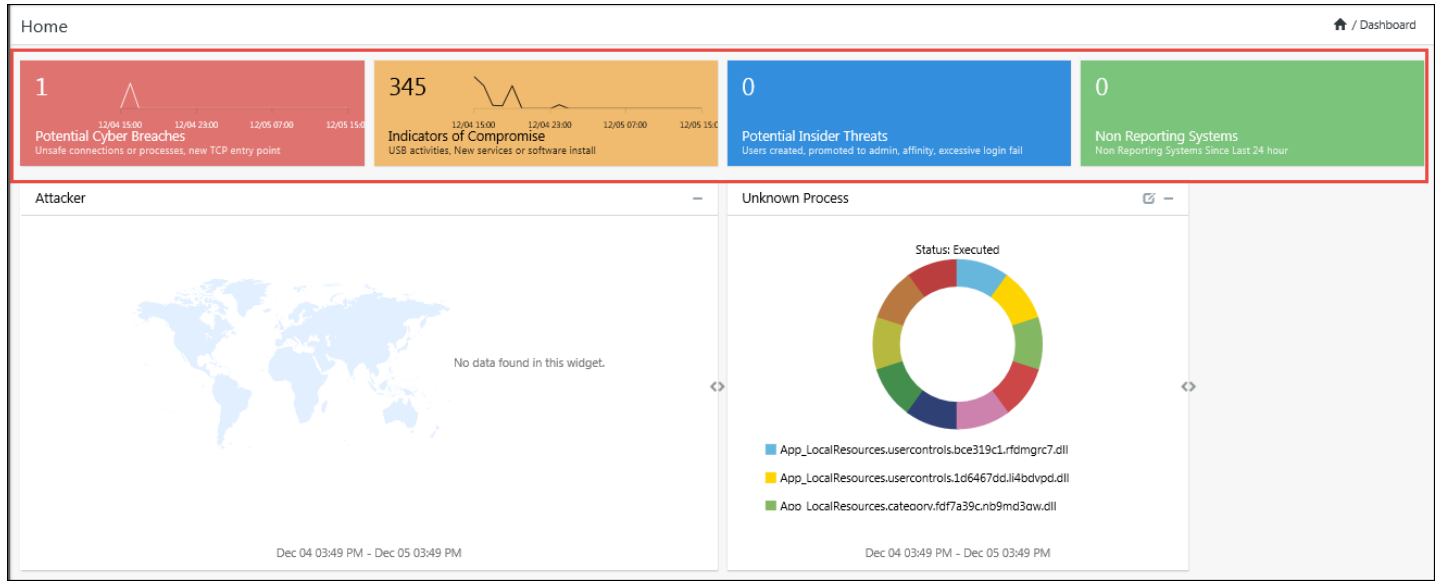 Home
/ Dashboard
1
12/04 15:00 12/04 23:00 12/05 07:00 12/05 15:0
Potential Cyber Breaches
Unsafe connections or processes, new TCP entry point
345
12/04 15:00 12/04 23:00 12/05 07:00 12/05 15:0
Indicators of Compromise
USB activities, New services or software install
0
Potential Insider Threats
Users created, promoted to admin, affinity, excessive login fail
0
Non Reporting Systems
Non Reporting Systems Since Last 24 hour
Attacker
No data found in this widget.
Dec 04 03:49 PM - Dec 05 03:49 PM
Unknown Process
Status: Executed
App_LocalResources.usercontrols.bce319c1.rfdmgrc7.dll
App_LocalResources.usercontrols.1d6467dd.li4bdvpd.dll
App_LocalResources.category.fdf7a39c.nb9md3qw.dll
Dec 04 03:49 PM - Dec 05 03:49 PM